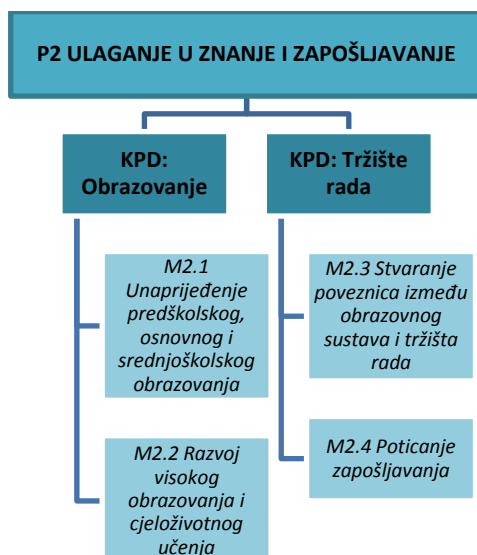 P2 ULAGANJE U ZNANJE I ZAPOŠLJAVANJE
KPD:
Obrazovanje
KPD: Tržište
rada
M2.1
Unaprijeđenje
predškolskog,
osnovnog i
srednjoškolskog
obrazovanja
M2.2 Razvoj
visokog
obrazovanja i
cjeloživotnog
učenja
M2.3 Stvaranje
poveznica između
obrazovnog
sustava i tržišta
rada
M2.4 Poticanje
zapošljavanja